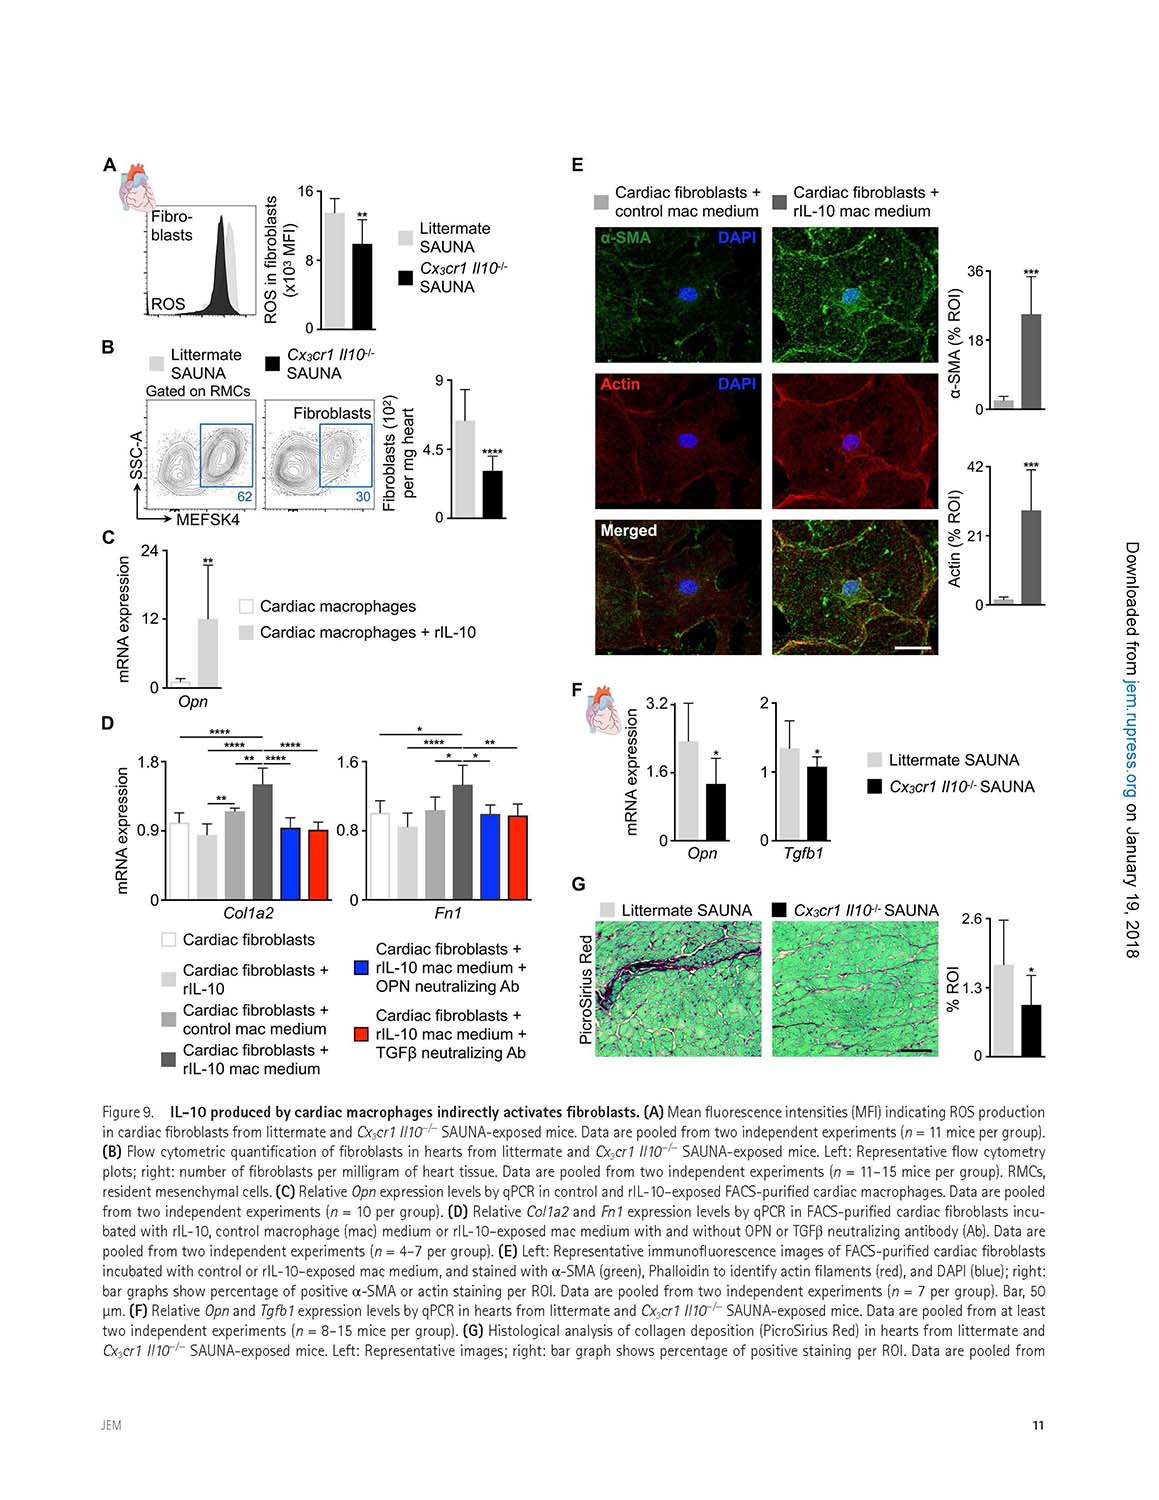 A
Fibro-
blasts
ROS
ROS in fibroblasts
(x10³ MFI)
16
8
0
**
Littermate
SAUNA
Cx₃cr1 Il10-/-
SAUNA
B
Littermate
SAUNA
Cx₃cr1 Il10-/-
SAUNA
Gated on RMCs
Fibroblasts
62
30
SSC-A
MEFSK4
Fibroblasts (10²)
per mg heart
9
4.5
0
****
C
mRNA expression
24
12
0
**
Opn
Cardiac macrophages
Cardiac macrophages + rIL-10
D
mRNA expression
1.8
0.9
0
****
****
****
**
****
**
Col1a2
1.6
0.8
0
*
****
**
*
*
Fn1
Cardiac fibroblasts
Cardiac fibroblasts +
rIL-10
Cardiac fibroblasts +
control mac medium
Cardiac fibroblasts +
rIL-10 mac medium
Cardiac fibroblasts +
rIL-10 mac medium +
OPN neutralizing Ab
Cardiac fibroblasts +
rIL-10 mac medium +
TGFβ neutralizing Ab
E
Cardiac fibroblasts +
control mac medium
Cardiac fibroblasts +
rIL-10 mac medium
α-SMA
DAPI
Actin
DAPI
Merged
α-SMA (% ROI)
36
18
0
***
Actin (% ROI)
42
21
0
***
F
mRNA expression
3.2
1.6
0
*
Opn
2
1
0
*
Tgfb1
Littermate SAUNA
Cx₃cr1 Il10-/- SAUNA
G
Littermate SAUNA
Cx₃cr1 Il10-/- SAUNA
PicroSirius Red
% ROI
2.6
1.3
0
*
Figure 9. IL-10 produced by cardiac macrophages indirectly activates fibroblasts. (A) Mean fluorescence intensities (MFI) indicating ROS production
in cardiac fibroblasts from littermate and Cx₃cr1 Il10−/− SAUNA-exposed mice. Data are pooled from two independent experiments (n = 11 mice per group).
(B) Flow cytometric quantification of fibroblasts in hearts from littermate and Cx₃cr1 Il10−/− SAUNA-exposed mice. Left: Representative flow cytometry
plots; right: number of fibroblasts per milligram of heart tissue. Data are pooled from two independent experiments (n = 11–15 mice per group). RMCs,
resident mesenchymal cells. (C) Relative Opn expression levels by qPCR in control and rIL-10–exposed FACS-purified cardiac macrophages. Data are pooled
from two independent experiments (n = 10 per group). (D) Relative Col1a2 and Fn1 expression levels by qPCR in FACS-purified cardiac fibroblasts incu-
bated with rIL-10, control macrophage (mac) medium or rIL-10–exposed mac medium with and without OPN or TGFβ neutralizing antibody (Ab). Data are
pooled from two independent experiments (n = 4–7 per group). (E) Left: Representative immunofluorescence images of FACS-purified cardiac fibroblasts
incubated with control or rIL-10–exposed mac medium, and stained with α-SMA (green), Phalloidin to identify actin filaments (red), and DAPI (blue); right:
bar graphs show percentage of positive α-SMA or actin staining per ROI. Data are pooled from two independent experiments (n = 7 per group). Bar, 50
µm. (F) Relative Opn and Tgfb1 expression levels by qPCR in hearts from littermate and Cx₃cr1 Il10−/− SAUNA-exposed mice. Data are pooled from at least
two independent experiments (n = 8–15 mice per group). (G) Histological analysis of collagen deposition (PicroSirius Red) in hearts from littermate and
Cx₃cr1 Il10−/− SAUNA-exposed mice. Left: Representative images; right: bar graph shows percentage of positive staining per ROI. Data are pooled from
JEM
11
Downloaded from jem.rupress.org on January 19, 2018